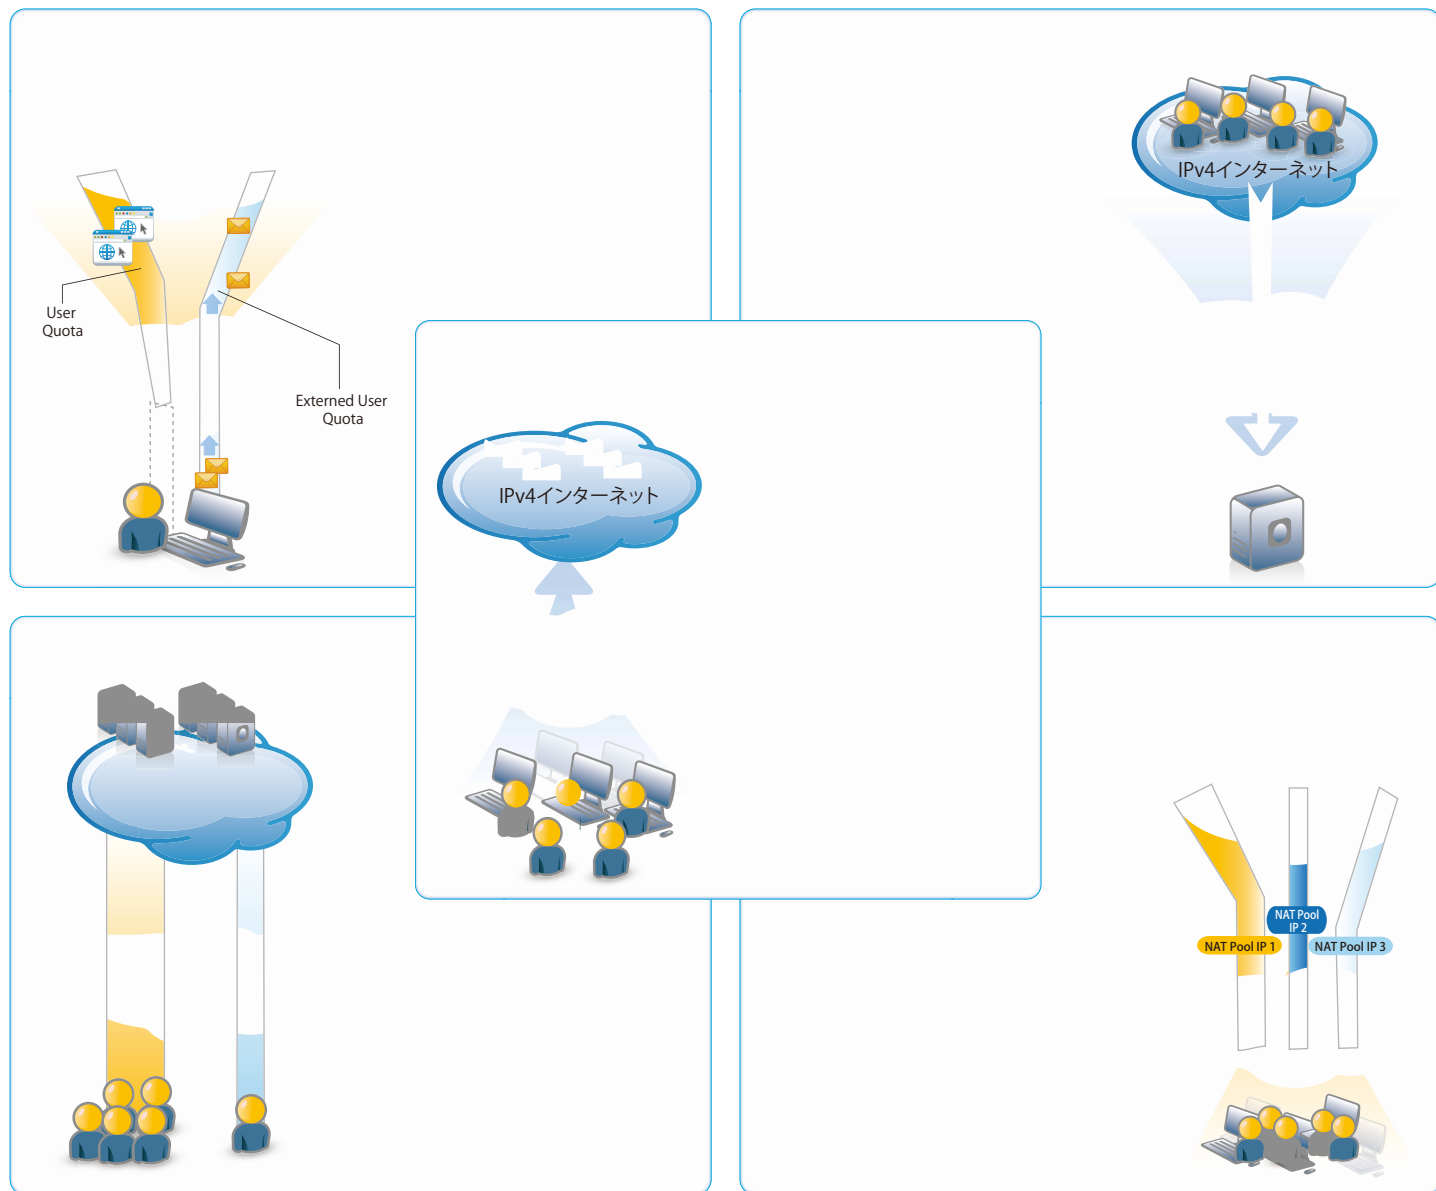 IPv4インターネット
User
Quota
Externed User
Quota
IPv4インターネット
NAT Pool
IP 2
NAT Pool IP 1
NAT Pool IP 3